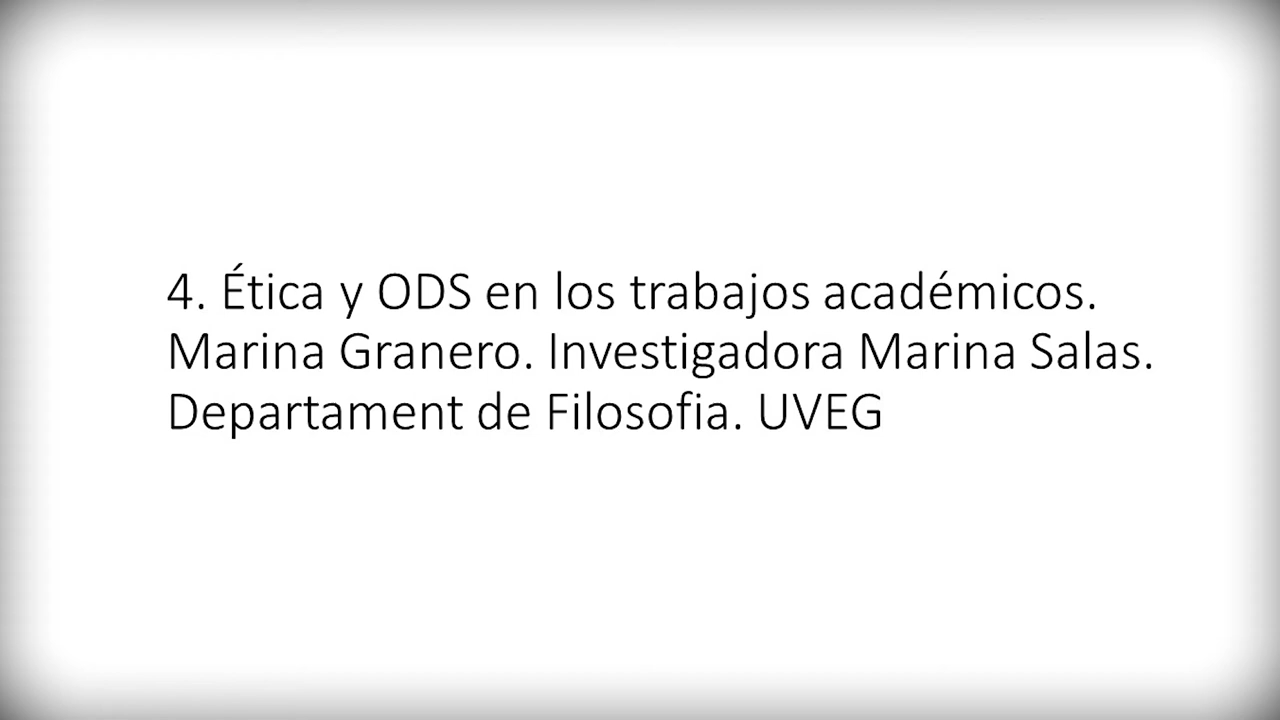 4. Ética y ODS en los trabajos académicos.
Marina Granero. Investigadora Marina Salas.
Departament de Filosofia. UVEG